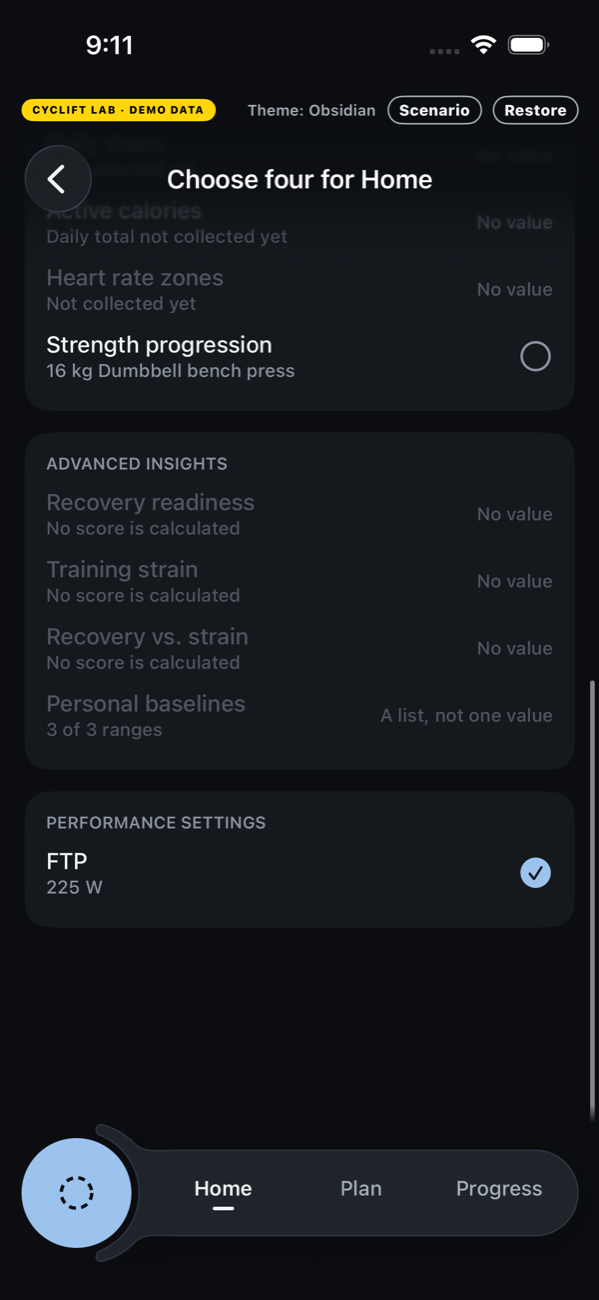 9:11
CYCLIFT LAB · DEMO DATA
Theme: Obsidian
Scenario
Restore
Choose four for Home
Active calories
Daily total not collected yet
No value
Heart rate zones
Not collected yet
No value
Strength progression
16 kg Dumbbell bench press
ADVANCED INSIGHTS
Recovery readiness
No score is calculated
No value
Training strain
No score is calculated
No value
Recovery vs. strain
No score is calculated
No value
Personal baselines
3 of 3 ranges
A list, not one value
PERFORMANCE SETTINGS
FTP
225 W
Home
Plan
Progress